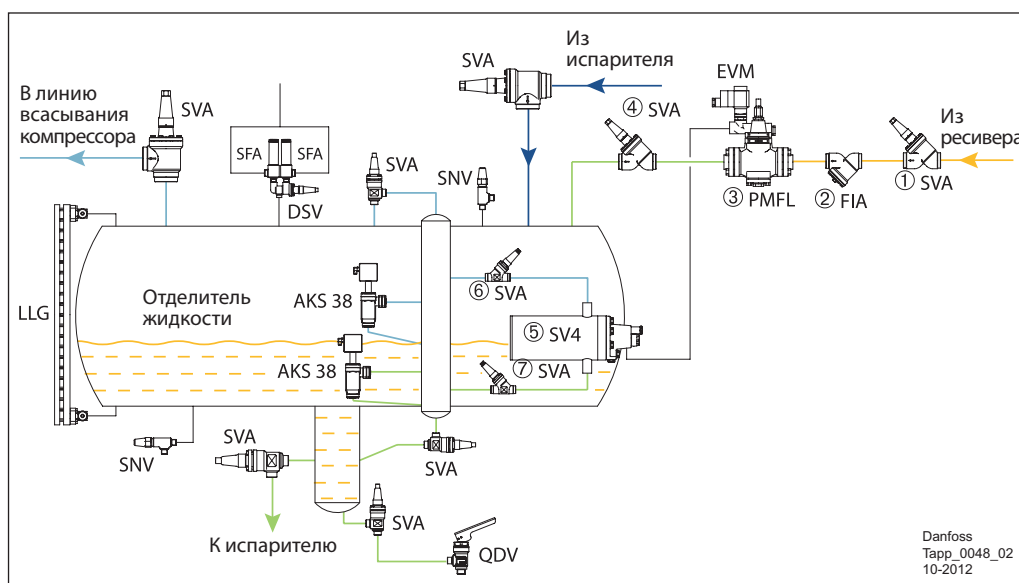 Из
испарителя
SVA
EVM
В линию
всасывания
компрессора
SVA
④ SVA
Из
ресивера
SFA
SFA
SVA
SNV
DSV
③ PMFL
② FIA
① SVA
⑥ SVA
LLG
Отделитель
жидкости
AKS 38
⑤ SV4
AKS 38
⑦ SVA
SNV
SVA
SVA
К испарителю
SVA
QDV
Danfoss
Tapp_0048_02
10-2012